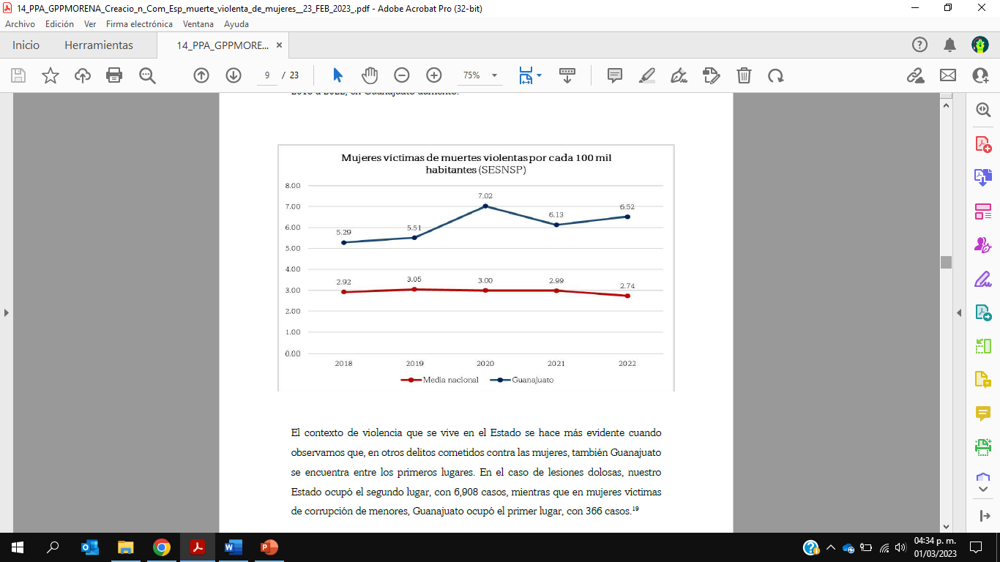 14_PPA_GPPMORENA_Creacio_n_Com_Esp_muerte_violenta_de_mujeres__23_FEB_2023_.pdf - Adobe Acrobat Pro (32-bit)
Archivo Edición Ver Firma electrónica Ventana Ayuda
Inicio Herramientas 14_PPA_GPPMORE... ×
9 / 23 75%
2018 a 2022, en Guanajuato aumentó.
Mujeres víctimas de muertes violentas por cada 100 mil
habitantes (SESNSP)
8.00
7.00
6.00
5.00
4.00
3.00
2.00
1.00
0.00
5.29 5.51 7.02 6.13 6.52
2.92 3.05 3.00 2.99 2.74
2018 2019 2020 2021 2022
Media nacional Guanajuato
El contexto de violencia que se vive en el Estado se hace más evidente cuando
observamos que, en otros delitos cometidos contra las mujeres, también Guanajuato
se encuentra entre los primeros lugares. En el caso de lesiones dolosas, nuestro
Estado ocupó el segundo lugar, con 6,908 casos, mientras que en mujeres víctimas
de corrupción de menores, Guanajuato ocupó el primer lugar, con 366 casos.¹⁹
04:34 p. m.
01/03/2023